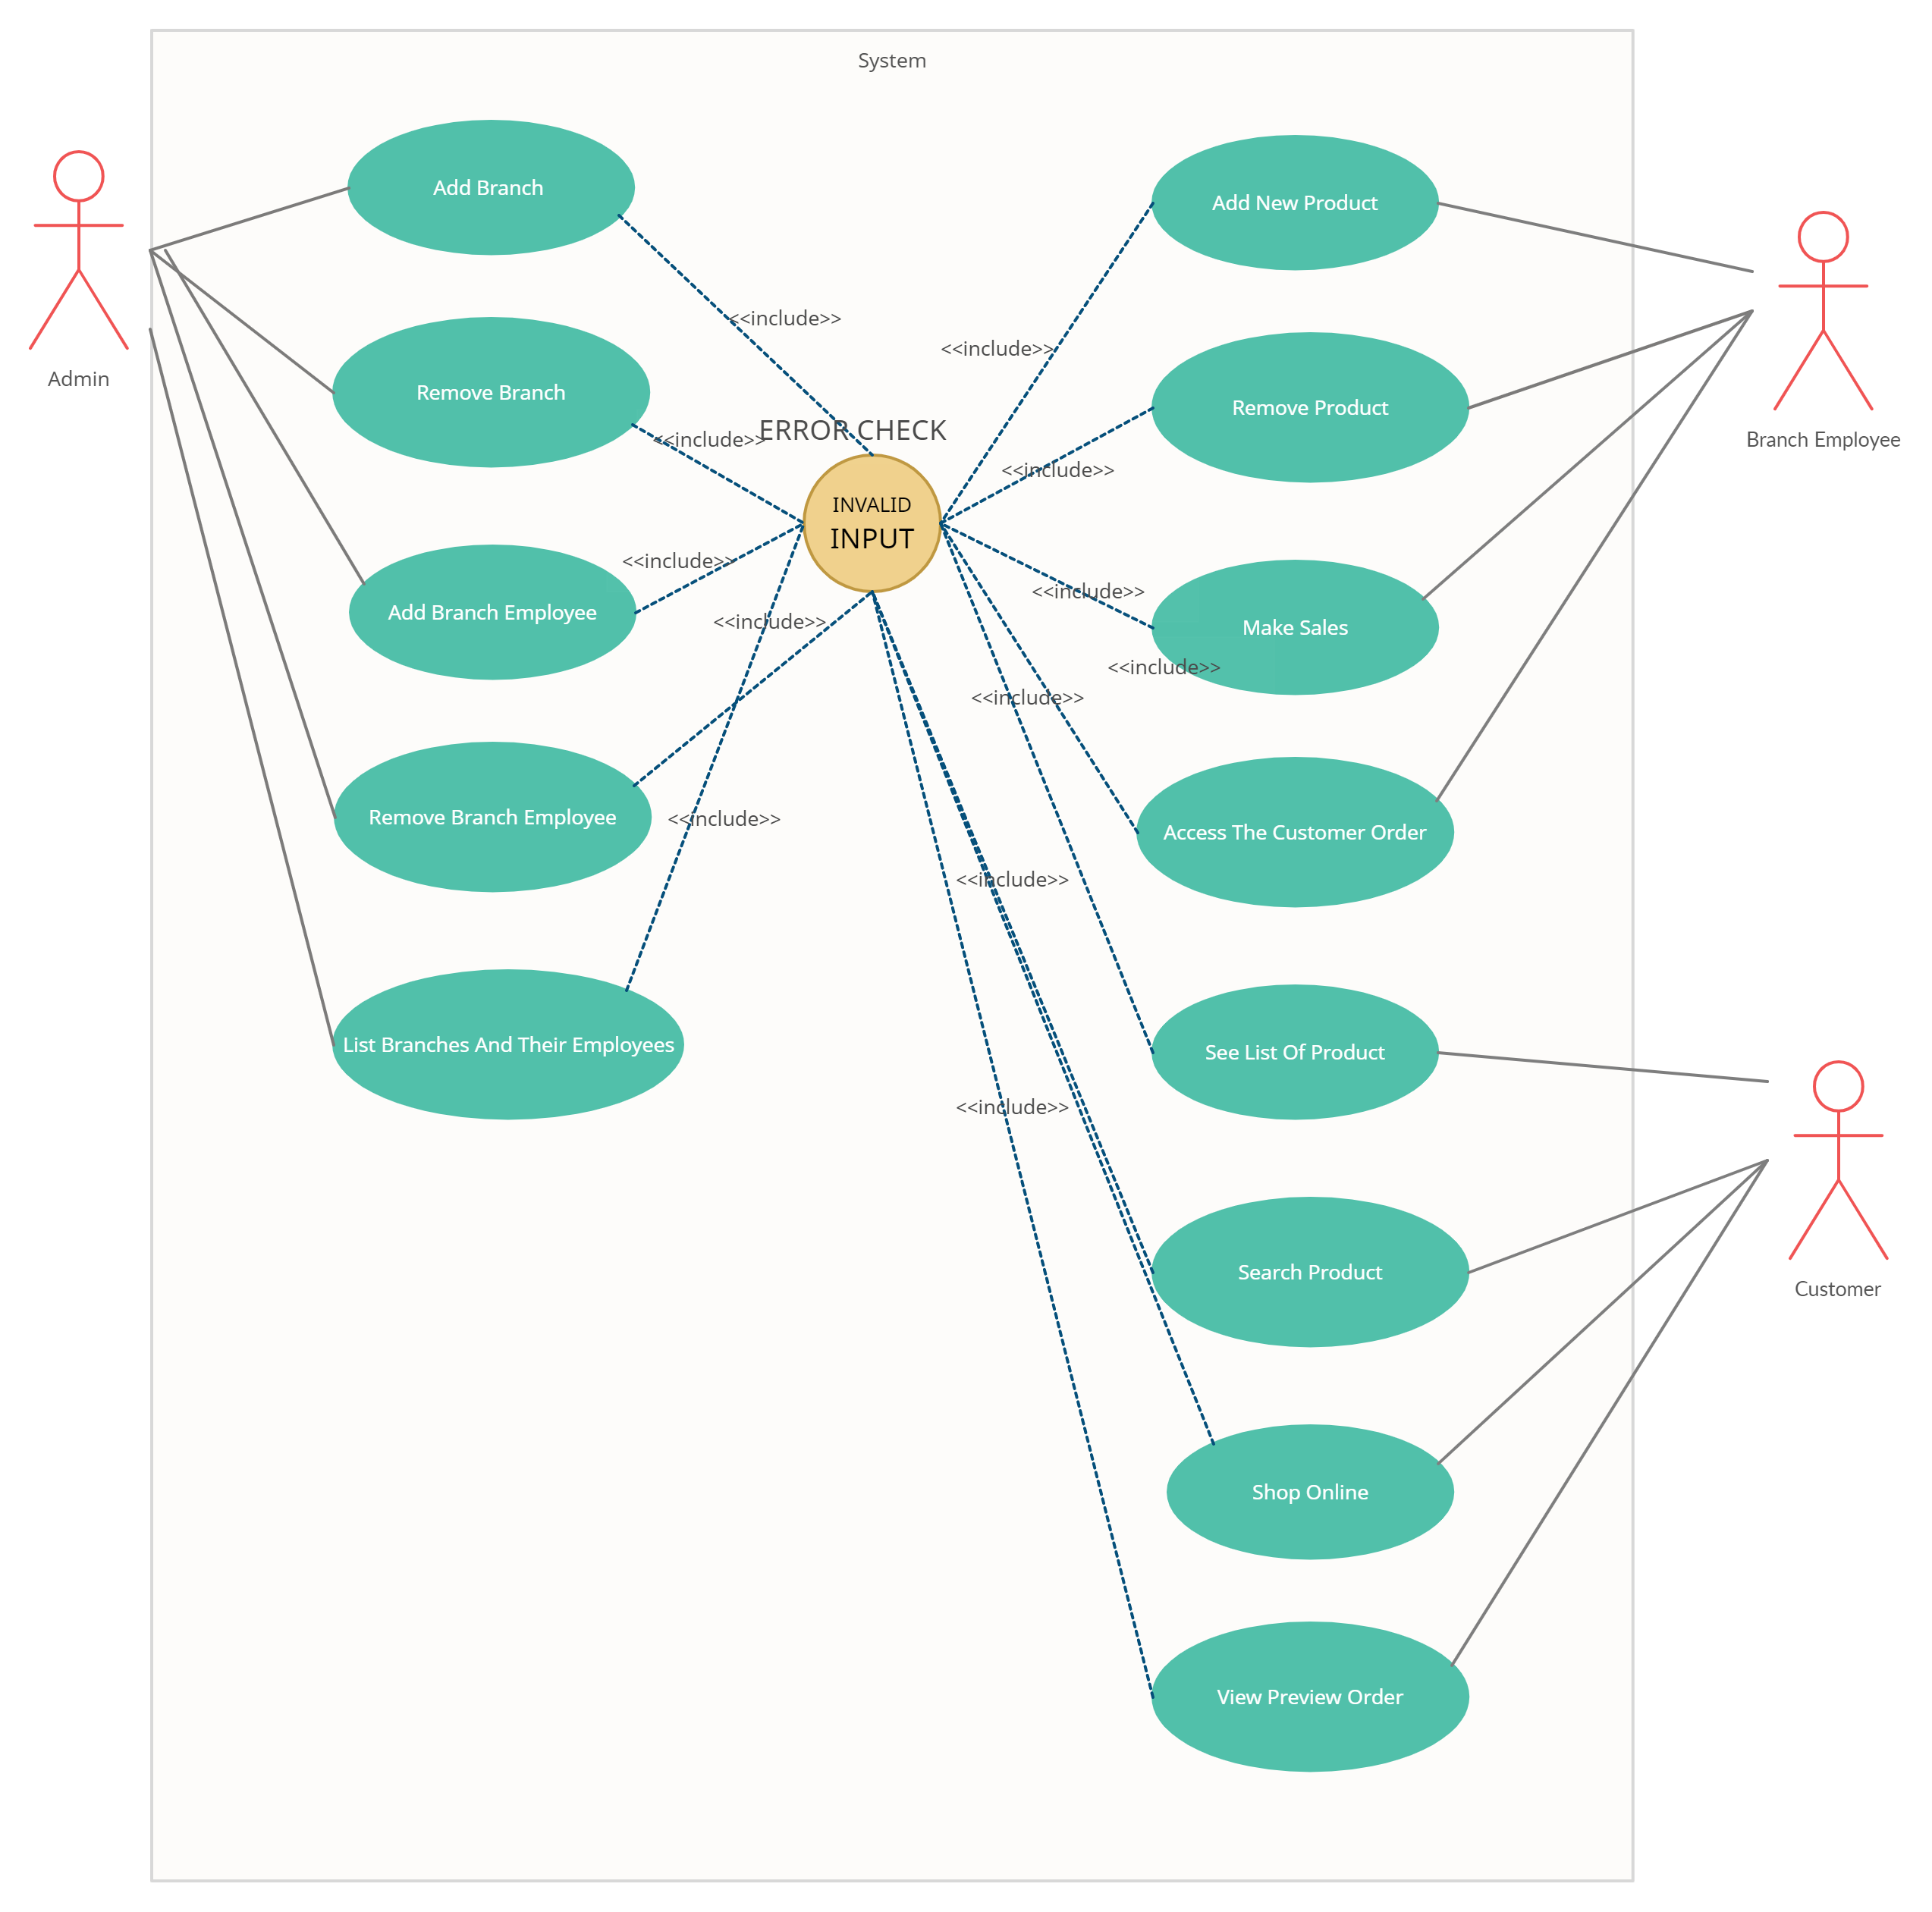 System
Add Branch
Add New Product
Admin
Branch Employee
<<include>>
<<include>>
Remove Branch
Remove Product
ERROR CHECK
<<include>>
<<include>>
INVALID
INPUT
<<include>>
<<include>>
Add Branch Employee
<<include>>
Make Sales
<<include>>
<<include>>
Remove Branch Employee
<<include>>
Access The Customer Order
<<include>>
List Branches And Their Employees
See List Of Product
<<include>>
Search Product
Customer
Shop Online
View Preview Order